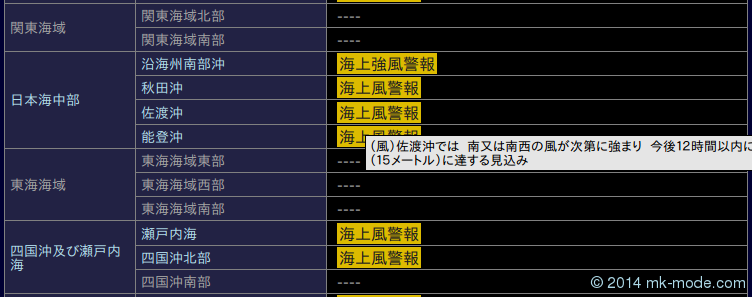 関東海域 関東海域北部 ----
関東海域南部 ----
日本海中部 沿海州南部沖 海上強風警報
秋田沖 海上風警報
佐渡沖 海上風警報
能登沖 海上風警報
(風)佐渡沖では 南又は南西の風が次第に強まり 今後12時間以内に
(15メートル)に達する見込み
東海海域 東海海域東部 ----
東海海域西部 ----
東海海域南部 ----
四国沖及び瀬戸内
海
瀬戸内海 海上風警報
四国沖北部 海上風警報
四国沖南部 ----
© 2014 mk-mode.com